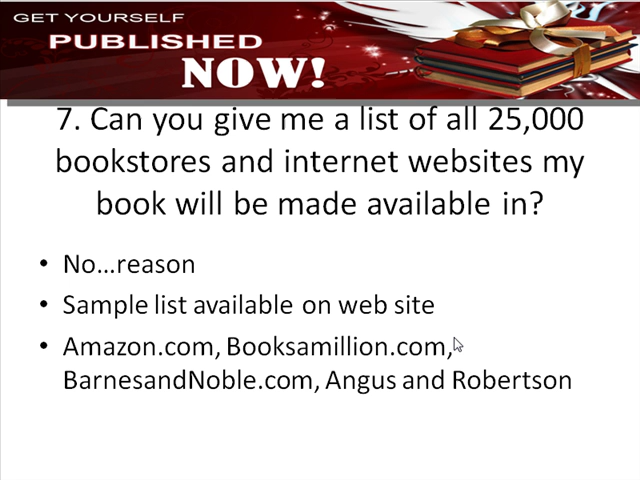 GET YOURSELF
PUBLISHED
NOW!
7. Can you give me a list of all 25,000
bookstores and internet websites my
book will be made available in?
• No...reason
• Sample list available on web site
• Amazon.com, Booksamillion.com,
BarnesandNoble.com, Angus and Robertson